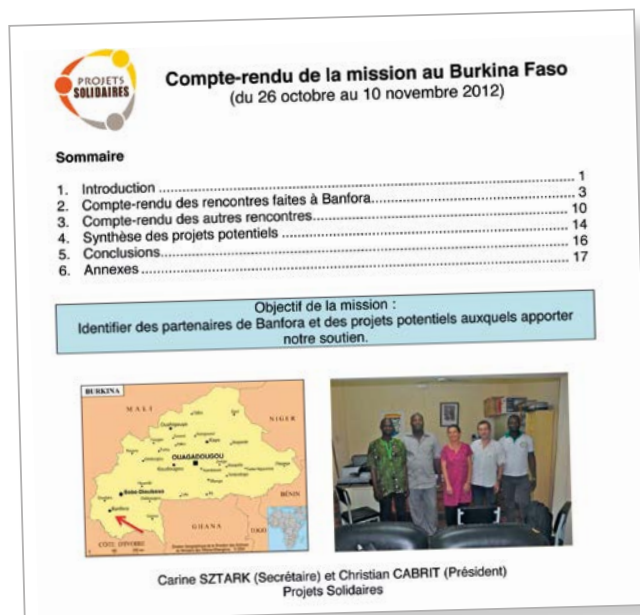 PROJETS
SOLIDAIRES
Compte-rendu de la mission au Burkina Faso
(du 26 octobre au 10 novembre 2012)
Sommaire
1. Introduction ................................................ 1
2. Compte-rendu des rencontres faites à Banfora................................................ 3
3. Compte-rendu des autres rencontres................................................ 10
4. Synthèse des projets potentiels ................................................ 14
5. Conclusions................................................ 16
6. Annexes ................................................ 17
Objectif de la mission :
Identifier des partenaires de Banfora et des projets potentiels auxquels apporter
notre soutien.
BURKINA
MALI
NIGER
Ouahigouya
Kaya
OUAGADOUGOU
Koudougou
Bobo-Dioulasso
Banfora
BÉNIN
GHANA
TOGO
CÔTE D'IVOIRE
Carine SZTARK (Secrétaire) et Christian CABRIT (Président)
Projets Solidaires